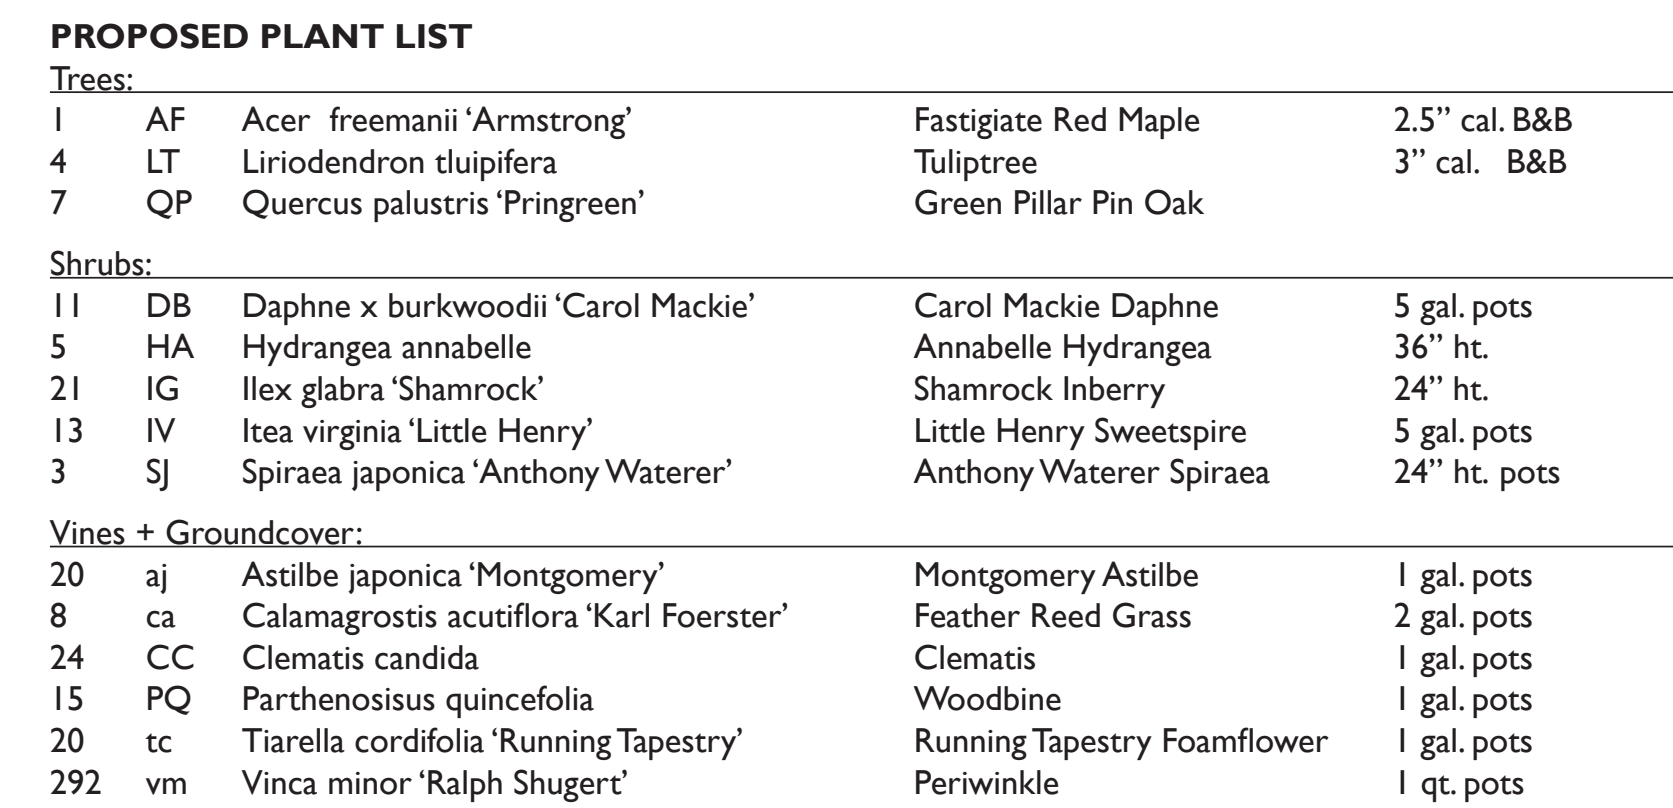 PROPOSED PLANT LIST
Trees:
1 AF Acer freemanii ‘Armstrong’ Fastigiate Red Maple 2.5” cal. B&B
4 LT Liriodendron tluipifera Tuliptree 3” cal. B&B
7 QP Quercus palustris ‘Pringreen’ Green Pillar Pin Oak
Shrubs:
11 DB Daphne x burkwoodii ‘Carol Mackie’ Carol Mackie Daphne 5 gal. pots
5 HA Hydrangea annabelle Annabelle Hydrangea 36” ht.
21 IG Ilex glabra ‘Shamrock’ Shamrock Inberry 24” ht.
13 IV Itea virginia ‘Little Henry’ Little Henry Sweetspire 5 gal. pots
3 SJ Spiraea japonica ‘Anthony Waterer’ Anthony Waterer Spiraea 24” ht. pots
Vines + Groundcover:
20 aj Astilbe japonica ‘Montgomery’ Montgomery Astilbe 1 gal. pots
8 ca Calamagrostis acutiflora ‘Karl Foerster’ Feather Reed Grass 2 gal. pots
24 CC Clematis candida Clematis 1 gal. pots
15 PQ Parthenosisus quincefolia Woodbine 1 gal. pots
20 tc Tiarella cordifolia ‘Running Tapestry’ Running Tapestry Foamflower 1 gal. pots
292 vm Vinca minor ‘Ralph Shugert’ Periwinkle 1 qt. pots